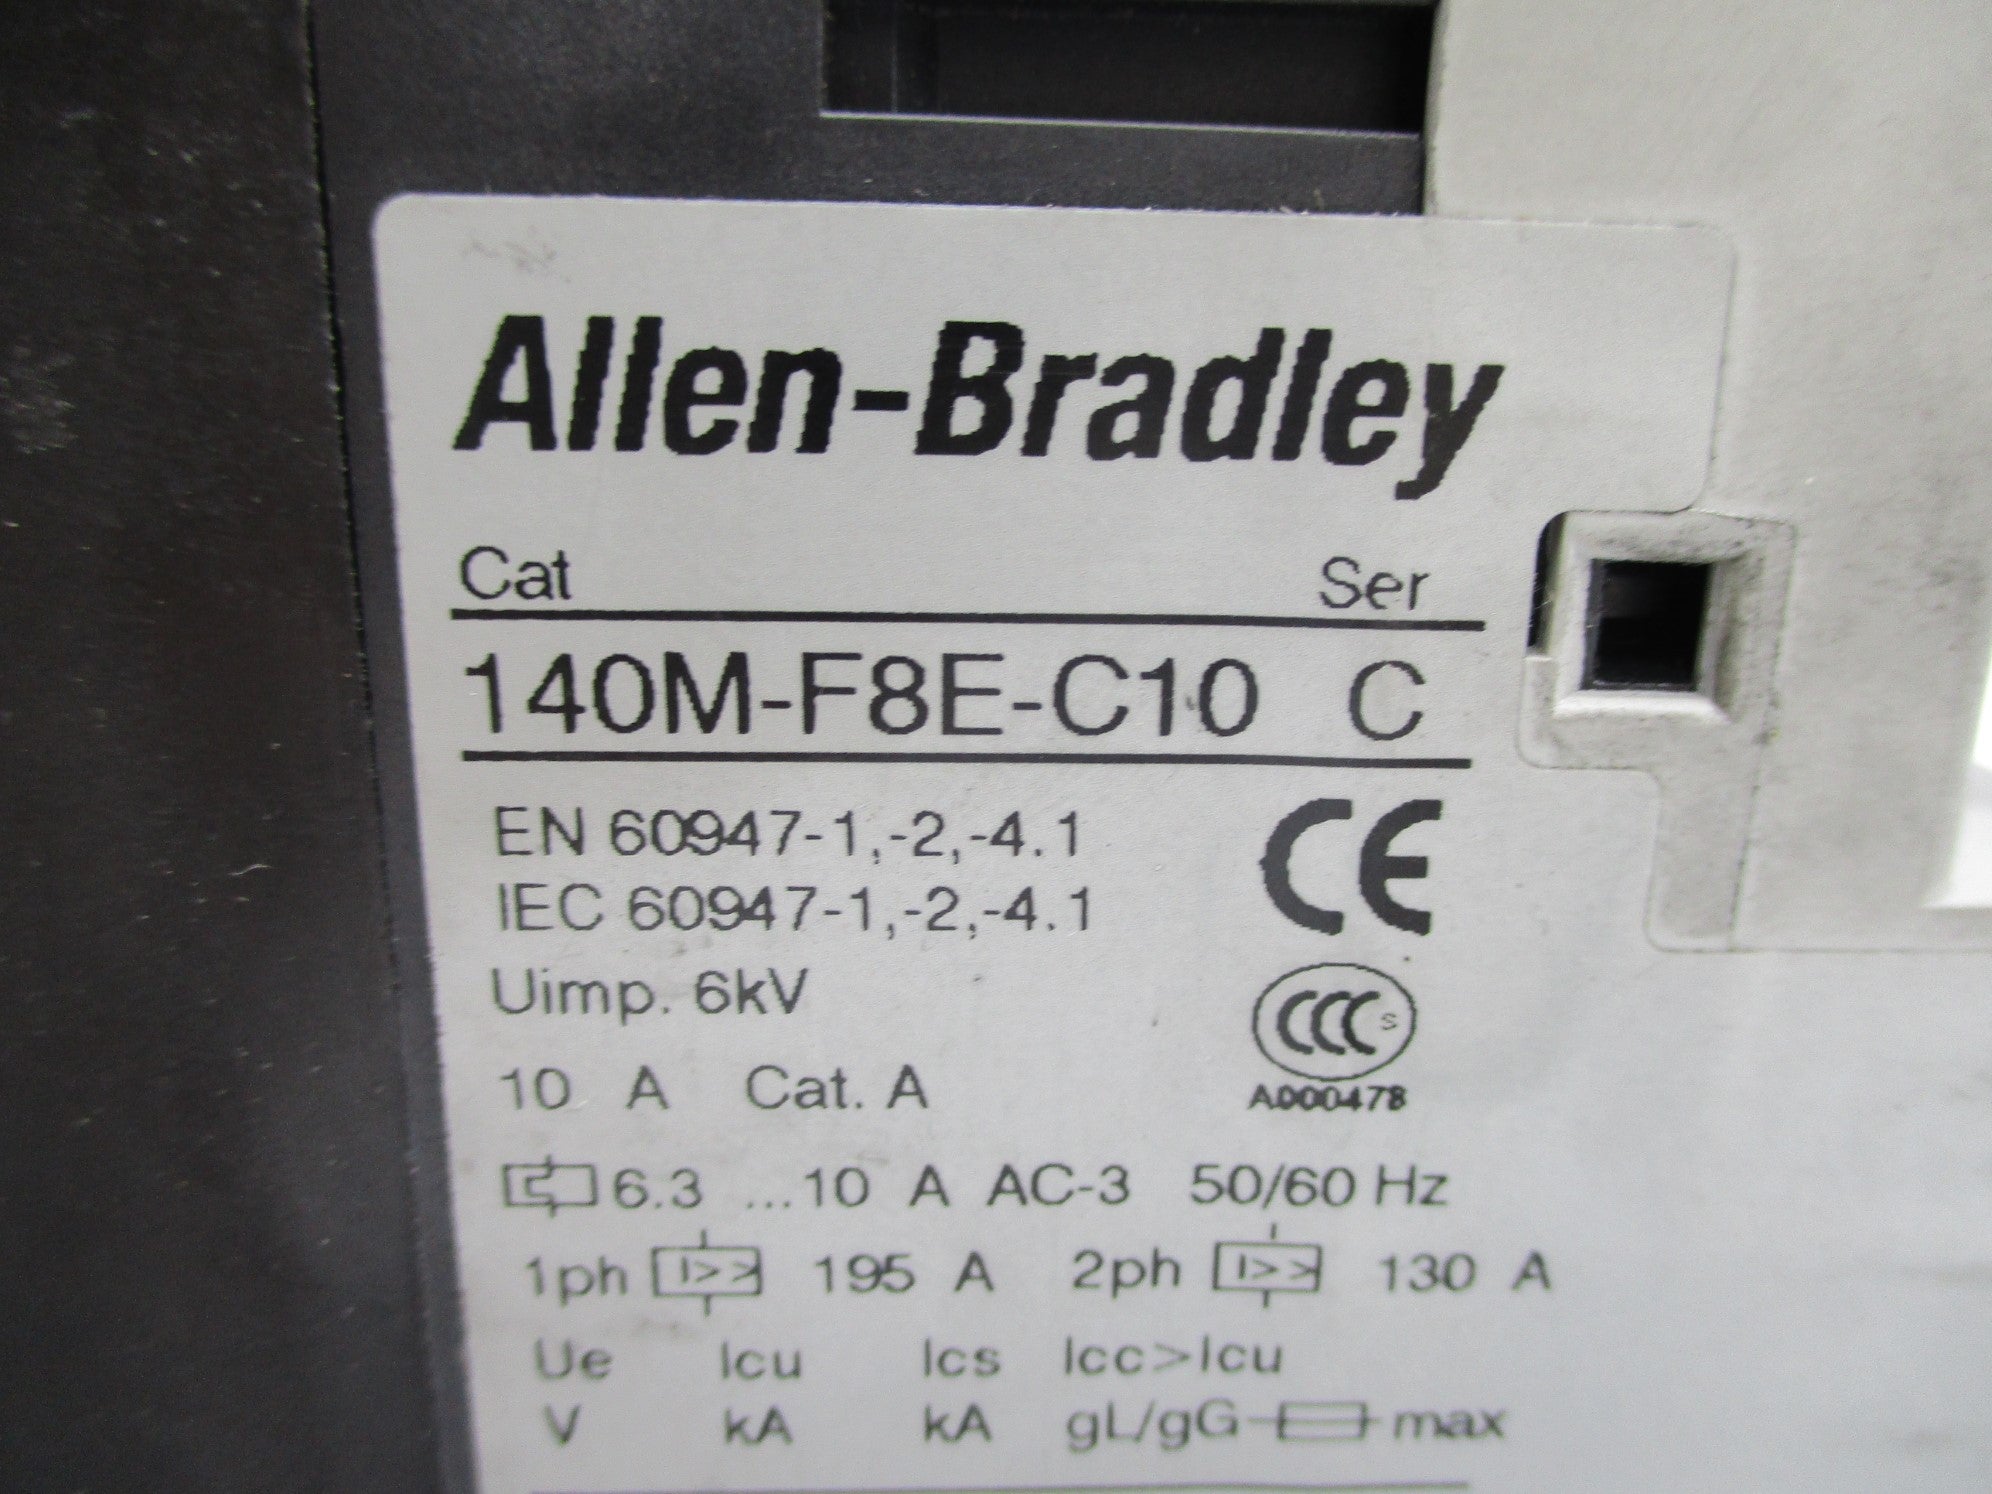 Allen-Bradley
Cat Ser
140M-F8E-C10 C
EN 60947-1,-2,-4.1
IEC 60947-1,-2,-4.1
CE
Uimp. 6kV
CCC S
A000478
10 A Cat. A
6.3 ...10 A AC-3 50/60 Hz
1ph I>> 195 A 2ph I>> 130 A
Ue Icu Ics Icc>Icu
V kA kA gL/gG max